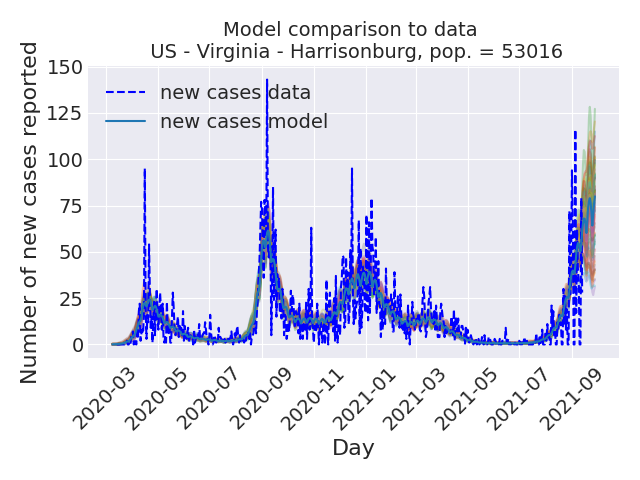 Model comparison to data
US - Virginia - Harrisonburg, pop. = 53016
Number of new cases reported
150
125
100
75
50
25
0
new cases data
new cases model
2020-03
2020-05
2020-07
2020-09
2020-11
2021-01
2021-03
2021-05
2021-07
2021-09
Day